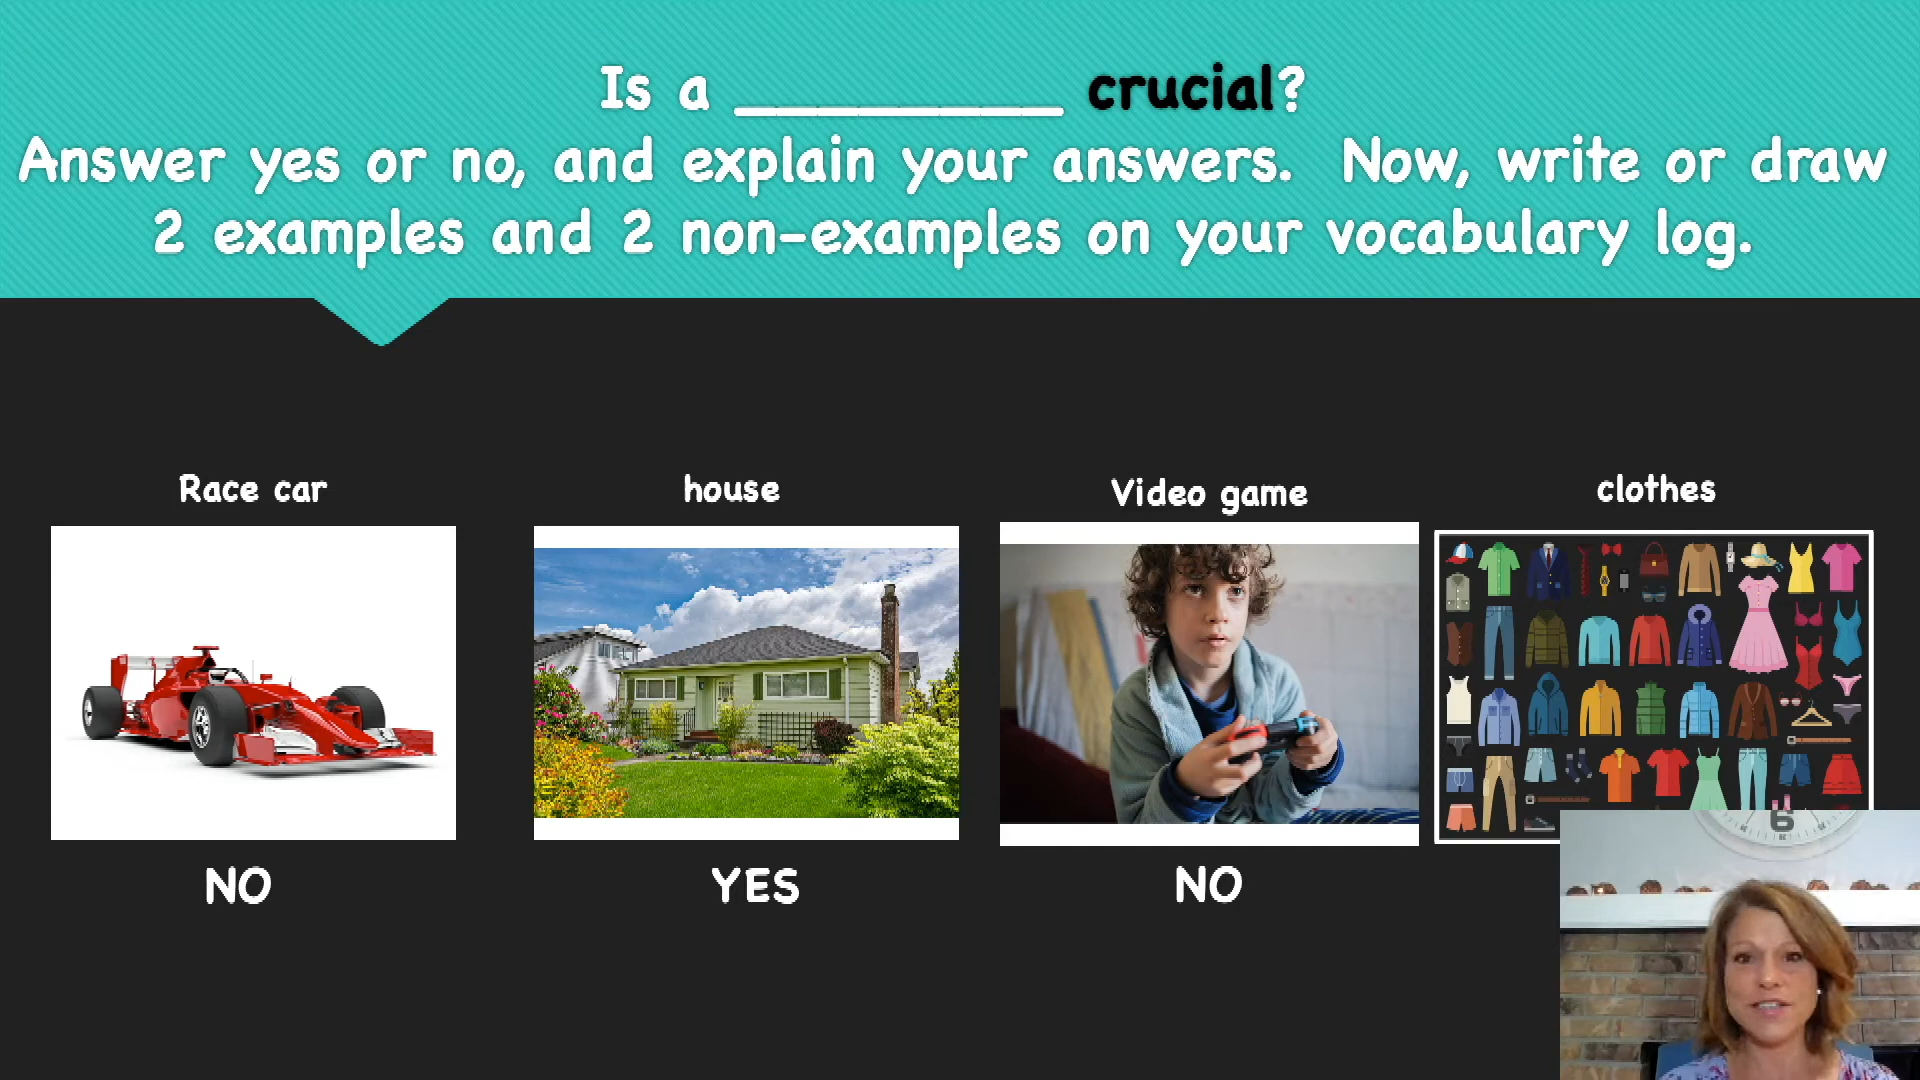 Is a __________ crucial?
Answer yes or no, and explain your answers. Now, write or draw
2 examples and 2 non-examples on your vocabulary log.
Race car
house
Video game
clothes
NO
YES
NO
6